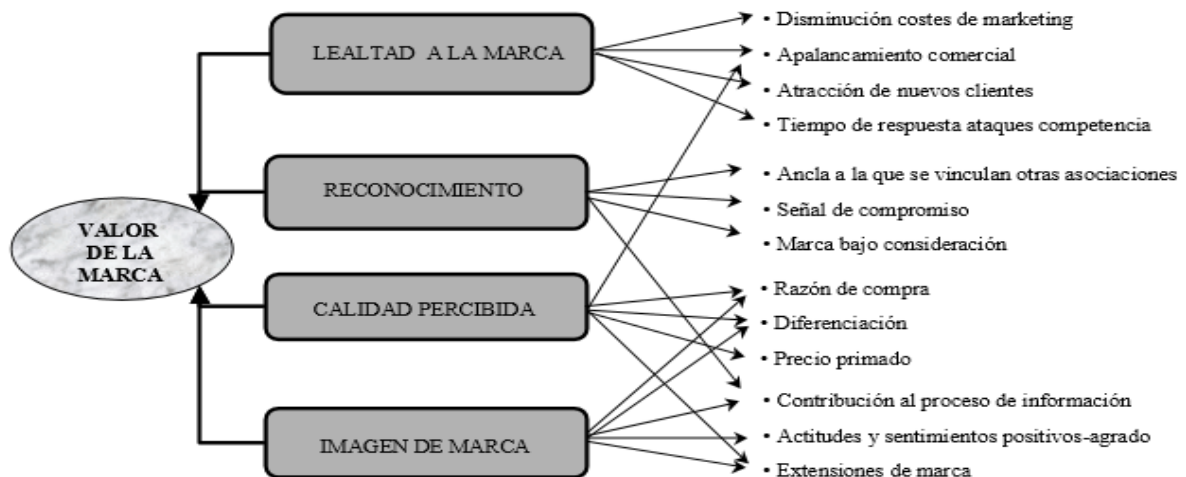 LEALTAD A LA MARCA
• Disminución costes de marketing
• Apalancamiento comercial
• Atracción de nuevos clientes
• Tiempo de respuesta ataques competencia
RECONOCIMIENTO
• Ancla a la que se vinculan otras asociaciones
• Señal de compromiso
• Marca bajo consideración
VALOR
DE LA
MARCA
CALIDAD PERCIBIDA
• Razón de compra
• Diferenciación
• Precio primado
IMAGEN DE MARCA
• Contribución al proceso de información
• Actitudes y sentimientos positivos-agrado
• Extensiones de marca